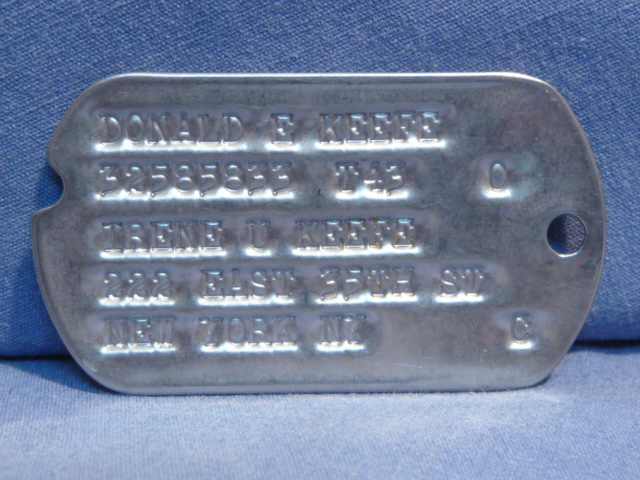 DONALD E KEEFE
32585833 T43 O
IRENE U KEEFE
222 EAST 35TH ST
NEW YORK NY C